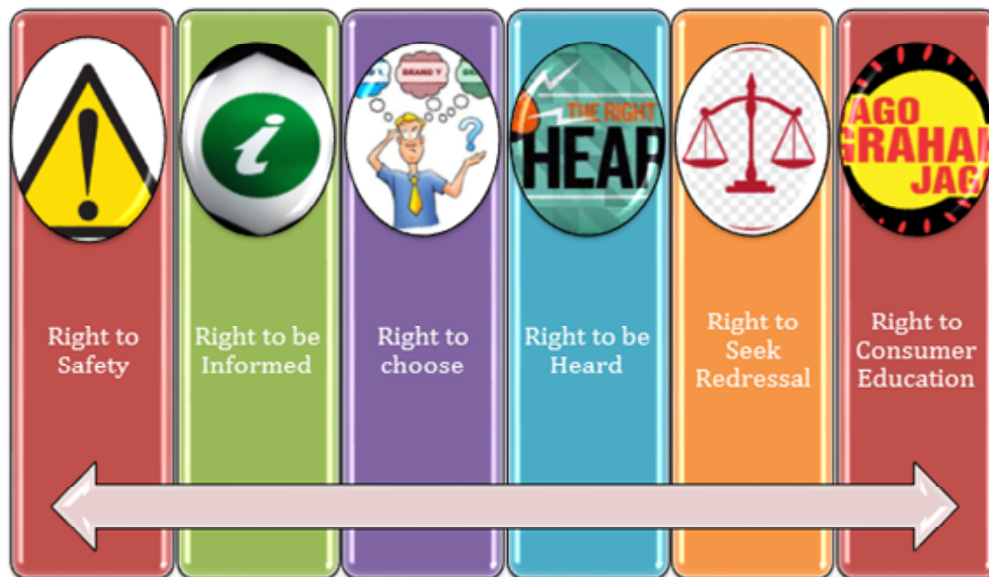 BRAND Y
THE RIGHT
HEAR
AGO
GRAHA
JAG
Right to
Safety
Right to be
Informed
Right to
choose
Right to be
Heard
Right to
Seek
Redressal
Right to
Consumer
Education